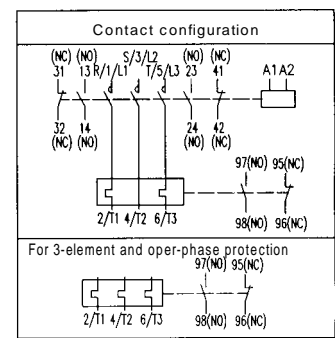 Contact configuration
(NC) (NO) S/3/L2 (NO) (NC)
31 13 R/1/L1 T/5/L3 23 41 A1 A2
32 14 24 42
(NC) (NO) (NO) (NC)
97(NO) 95(NC)
2/T1 4/T2 6/T3 98(NO) 96(NC)
For 3-element and oper-phase protection
97(NO) 95(NC)
2/T1 4/T2 6/T3 98(NO) 96(NC)